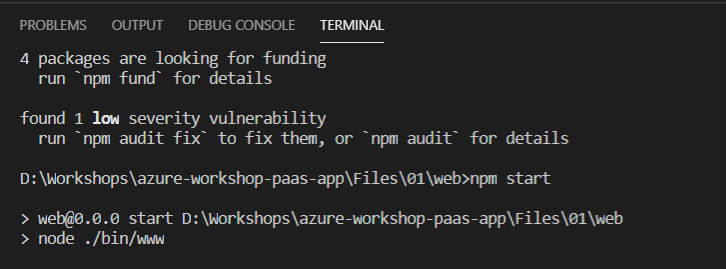 PROBLEMS OUTPUT DEBUG CONSOLE TERMINAL
4 packages are looking for funding
  run `npm fund` for details
found 1 low severity vulnerability
  run `npm audit fix` to fix them, or `npm audit` for details
D:\Workshops\azure-workshop-paas-app\Files\01\web>npm start
> web@0.0.0 start D:\Workshops\azure-workshop-paas-app\Files\01\web
> node ./bin/www